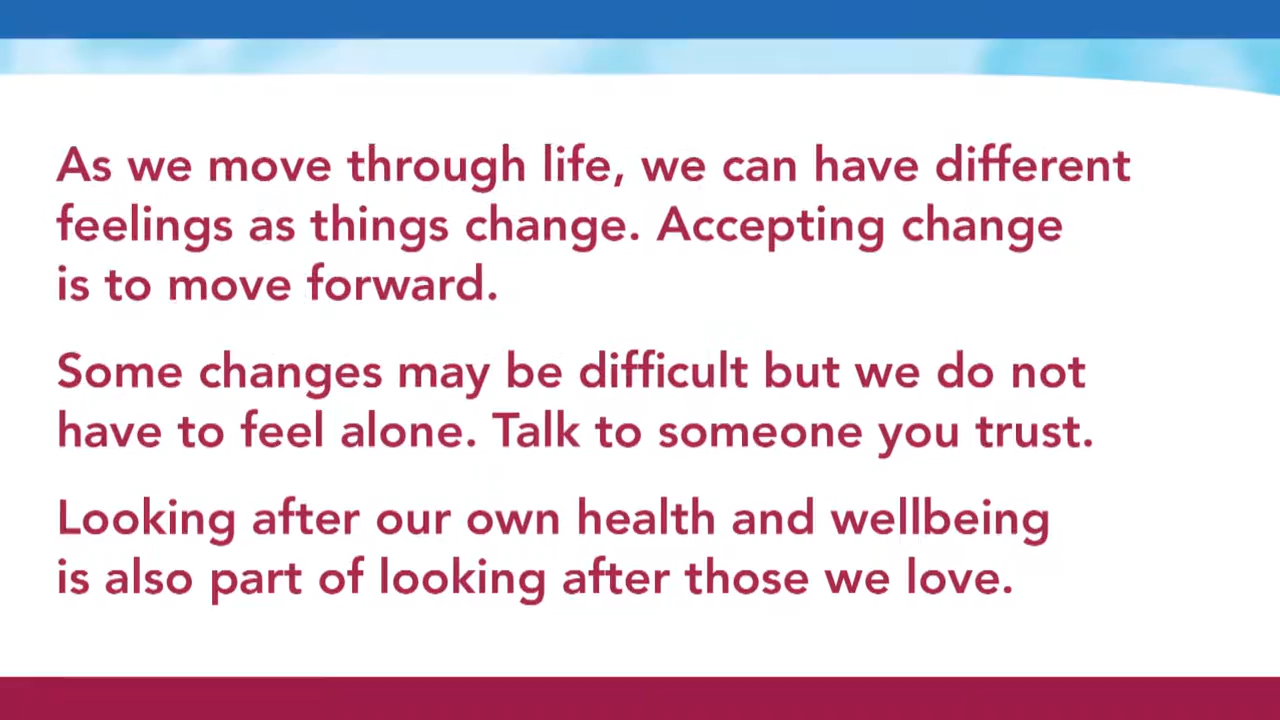 As we move through life, we can have different
feelings as things change. Accepting change
is to move forward.
Some changes may be difficult but we do not
have to feel alone. Talk to someone you trust.
Looking after our own health and wellbeing
is also part of looking after those we love.